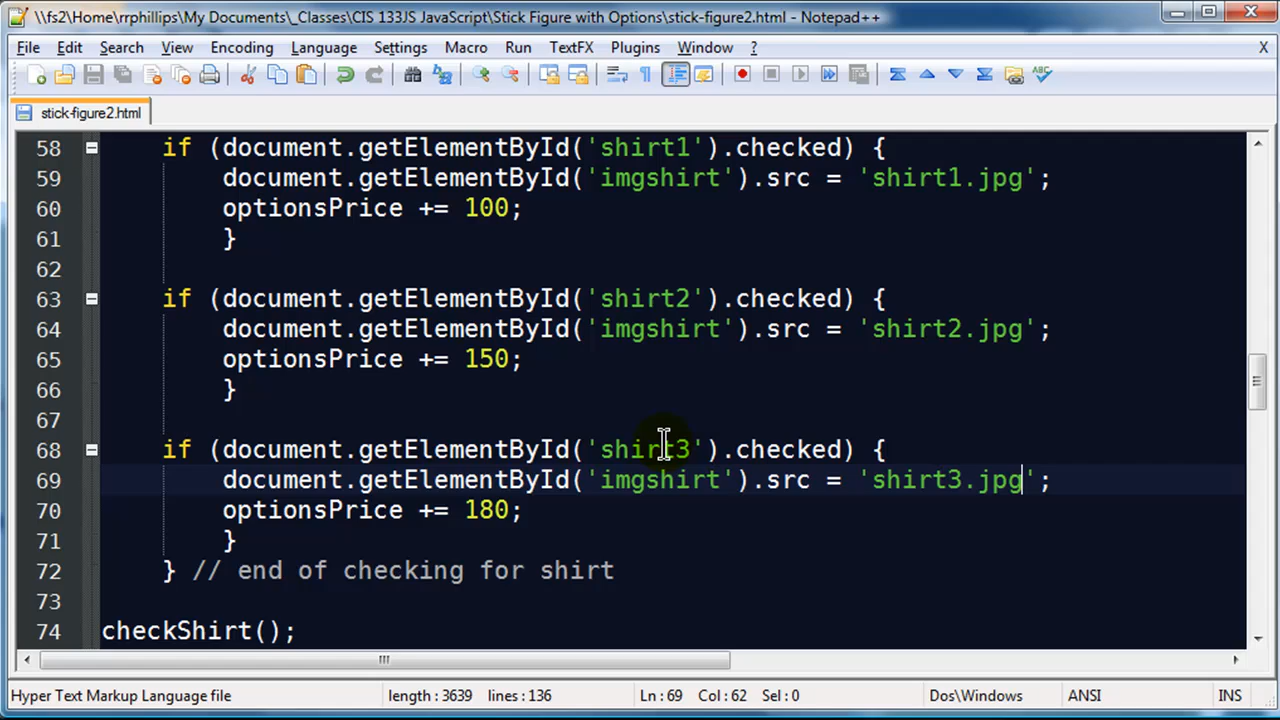 \\fs2\Home\rrphillips\My Documents\_Classes\CIS 133JS JavaScript\Stick Figure with Options\stick-figure2.html - Notepad++
File Edit Search View Encoding Language Settings Macro Run TextFX Plugins Window ? X
stick-figure2.html
58 if (document.getElementById('shirt1').checked) {
59 document.getElementById('imgshirt').src = 'shirt1.jpg';
60 optionsPrice += 100;
61 }
62
63 if (document.getElementById('shirt2').checked) {
64 document.getElementById('imgshirt').src = 'shirt2.jpg';
65 optionsPrice += 150;
66 }
67
68 if (document.getElementById('shirt3').checked) {
69 document.getElementById('imgshirt').src = 'shirt3.jpg';
70 optionsPrice += 180;
71 }
72 } // end of checking for shirt
73
74 checkShirt();
Hyper Text Markup Language file length : 3639 lines : 136 Ln : 69 Col : 62 Sel : 0 Dos\Windows ANSI INS